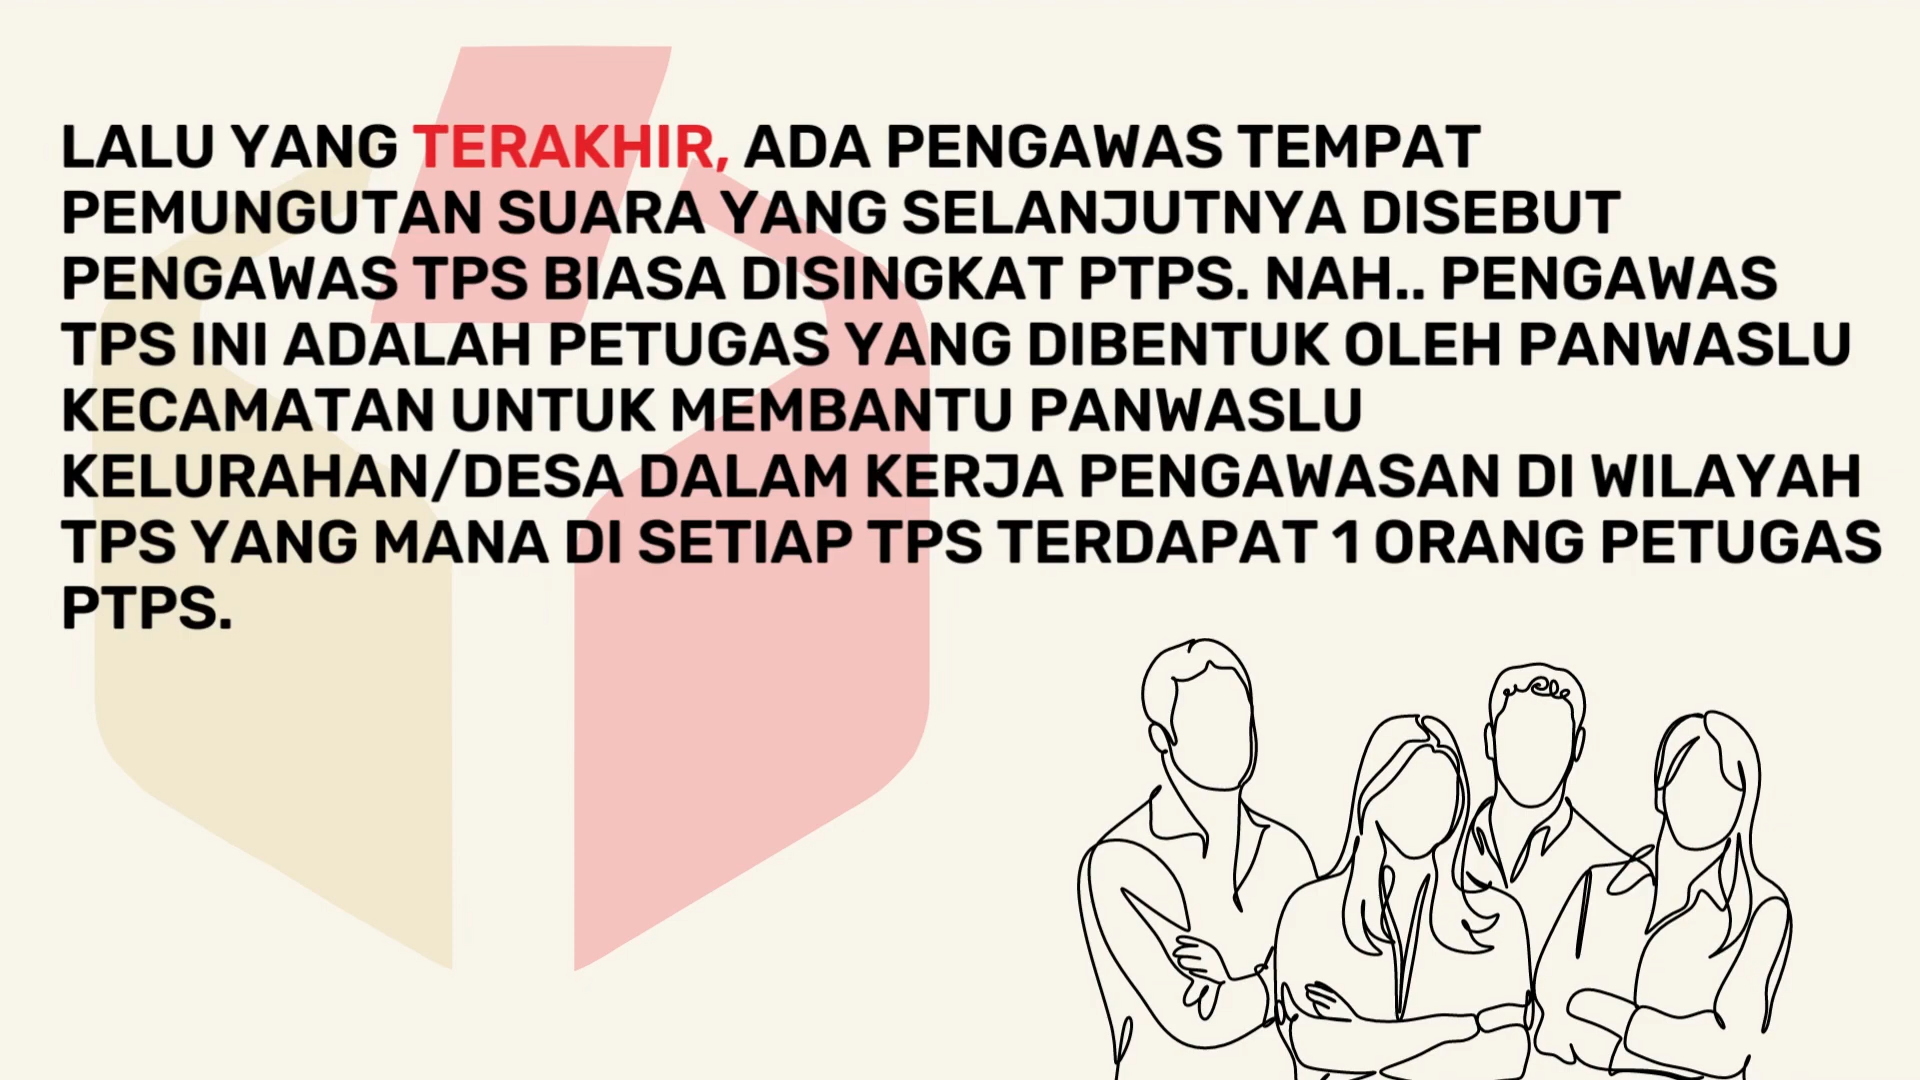 LALU YANG TERAKHIR, ADA PENGAWAS TEMPAT
PEMUNGUTAN SUARA YANG SELANJUTNYA DISEBUT
PENGAWAS TPS BIASA DISINGKAT PTPS. NAH.. PENGAWAS
TPS INI ADALAH PETUGAS YANG DIBENTUK OLEH PANWASLU
KECAMATAN UNTUK MEMBANTU PANWASLU
KELURAHAN/DESA DALAM KERJA PENGAWASAN DI WILAYAH
TPS YANG MANA DI SETIAP TPS TERDAPAT 1 ORANG PETUGAS
PTPS.